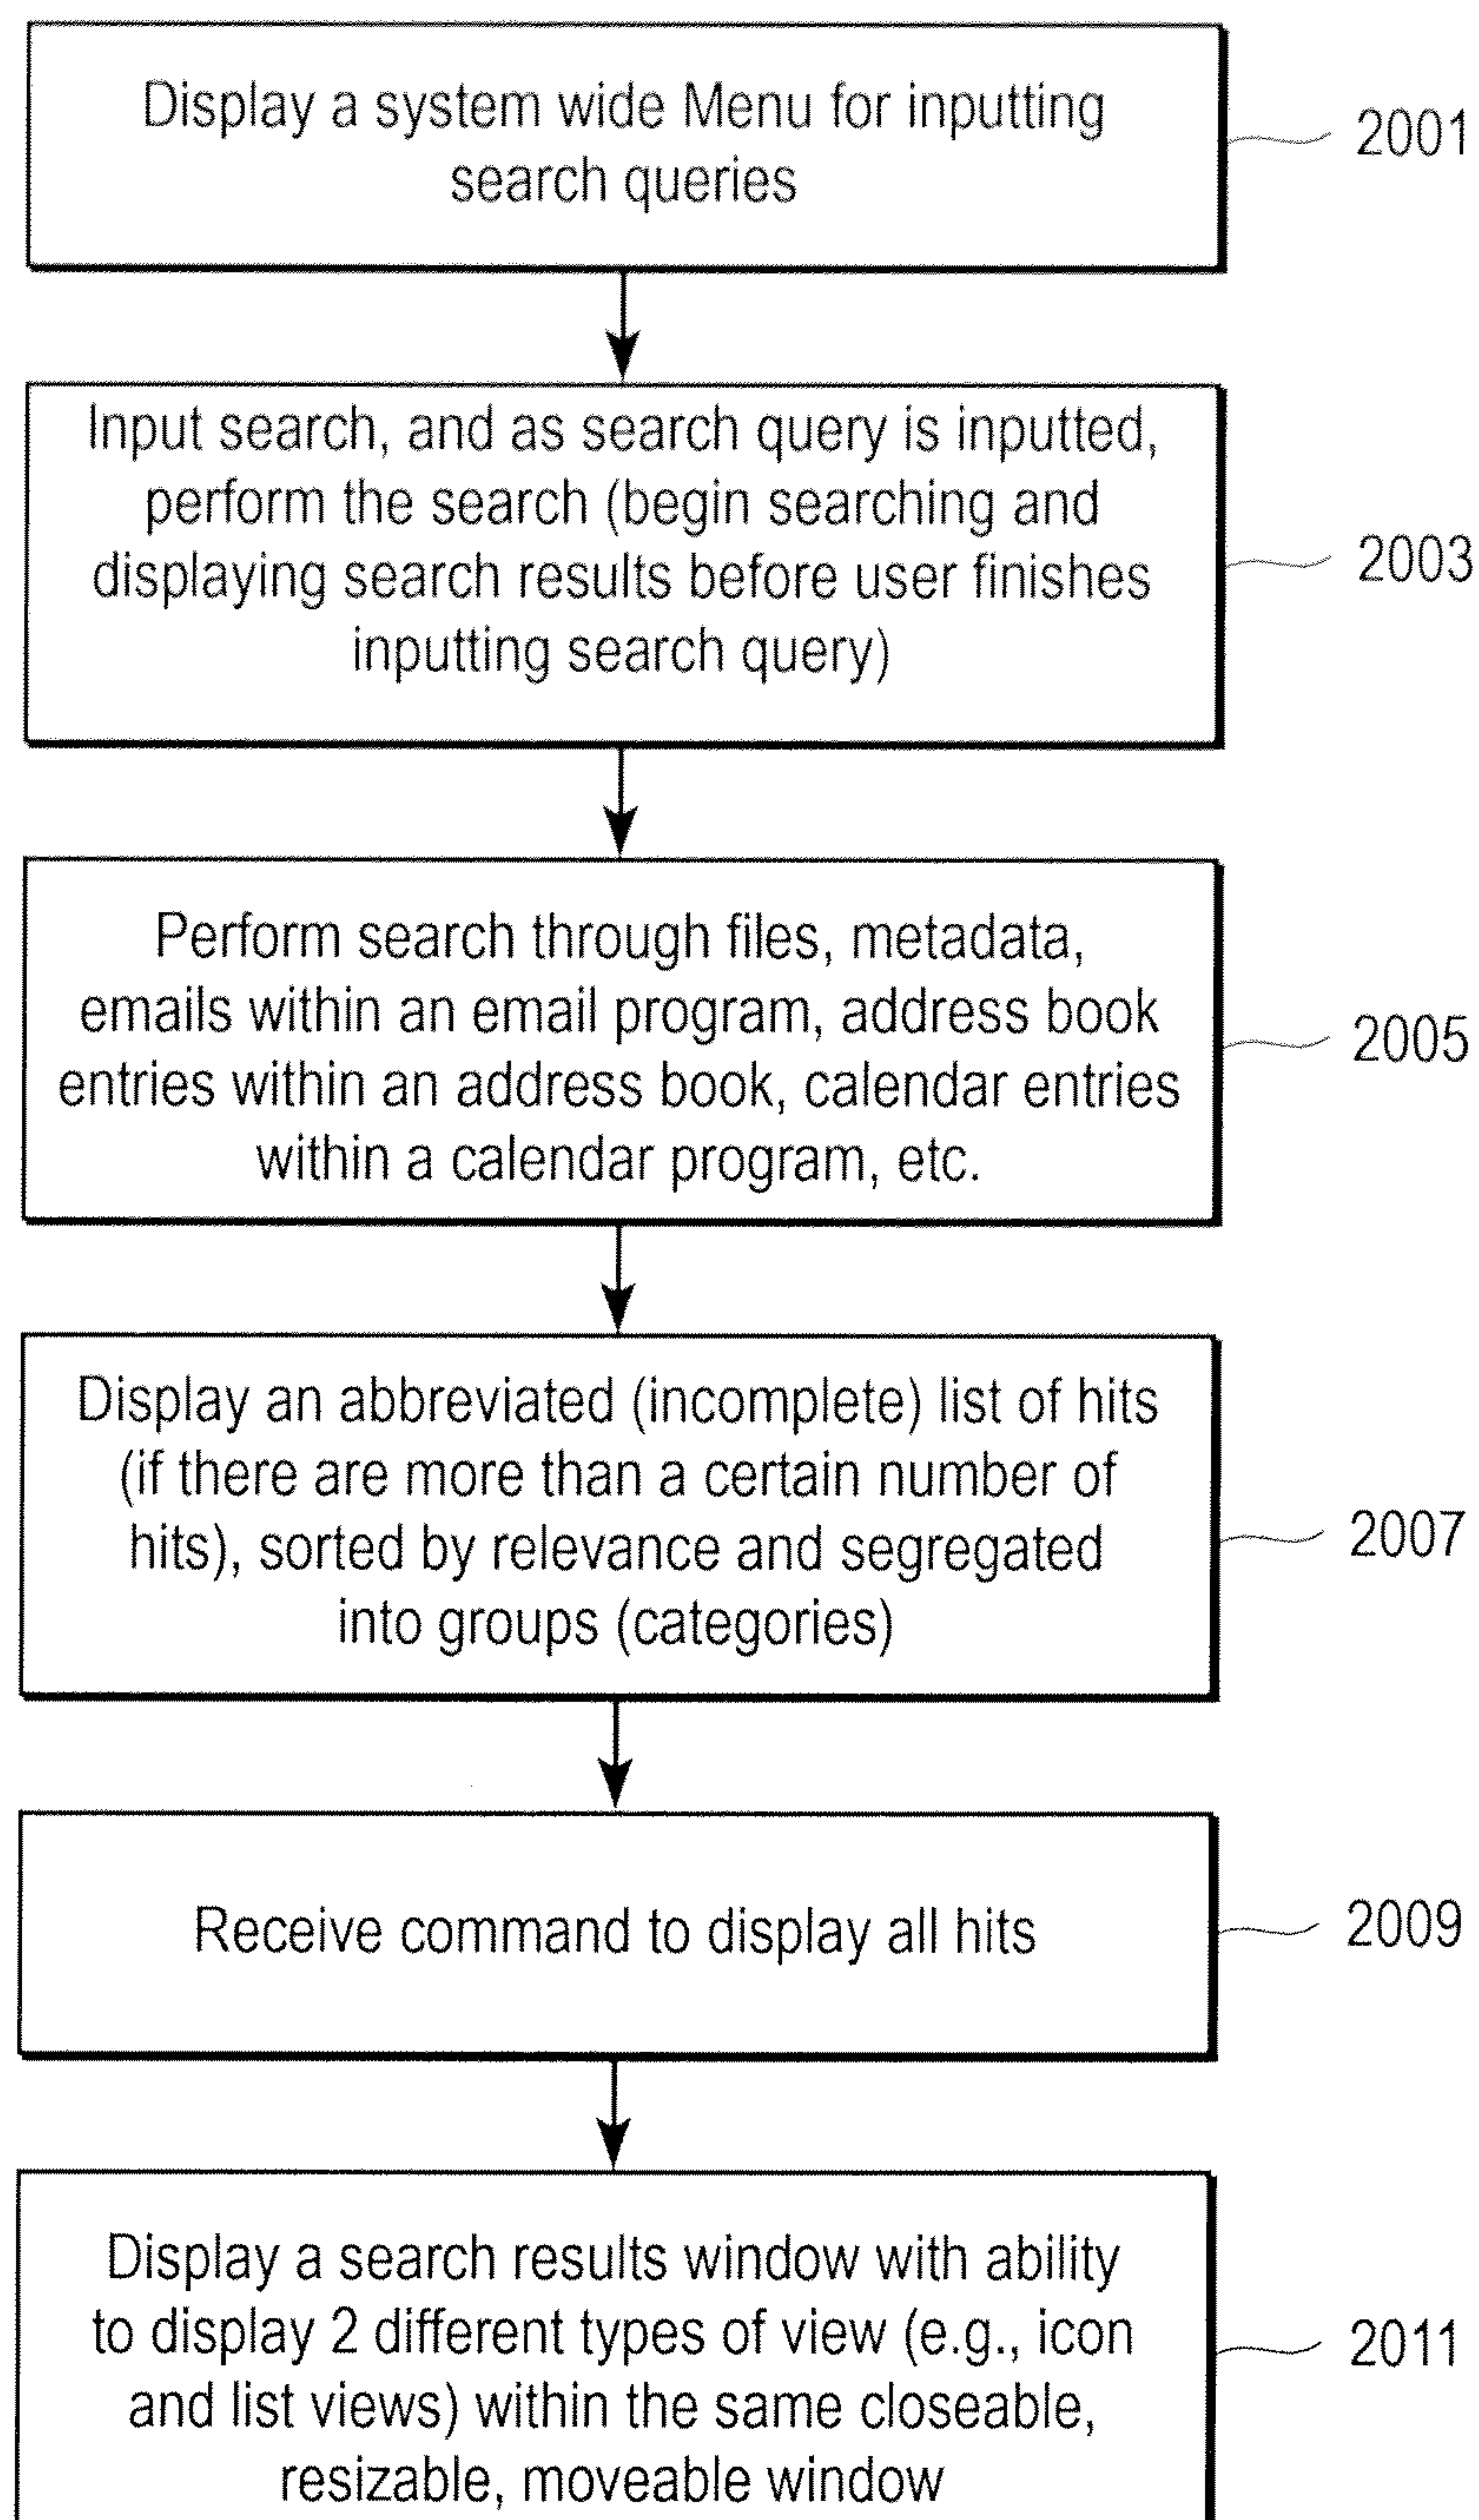 Display a system wide Menu for inputting
search queries
2001
Input search, and as search query is inputted,
perform the search (begin searching and
displaying search results before user finishes
inputting search query)
2003
Perform search through files, metadata,
emails within an email program, address book
entries within an address book, calendar entries
within a calendar program, etc.
2005
Display an abbreviated (incomplete) list of hits
(if there are more than a certain number of
hits), sorted by relevance and segregated
into groups (categories)
2007
Receive command to display all hits
2009
Display a search results window with ability
to display 2 different types of view (e.g., icon
and list views) within the same closeable,
resizable, moveable window
2011